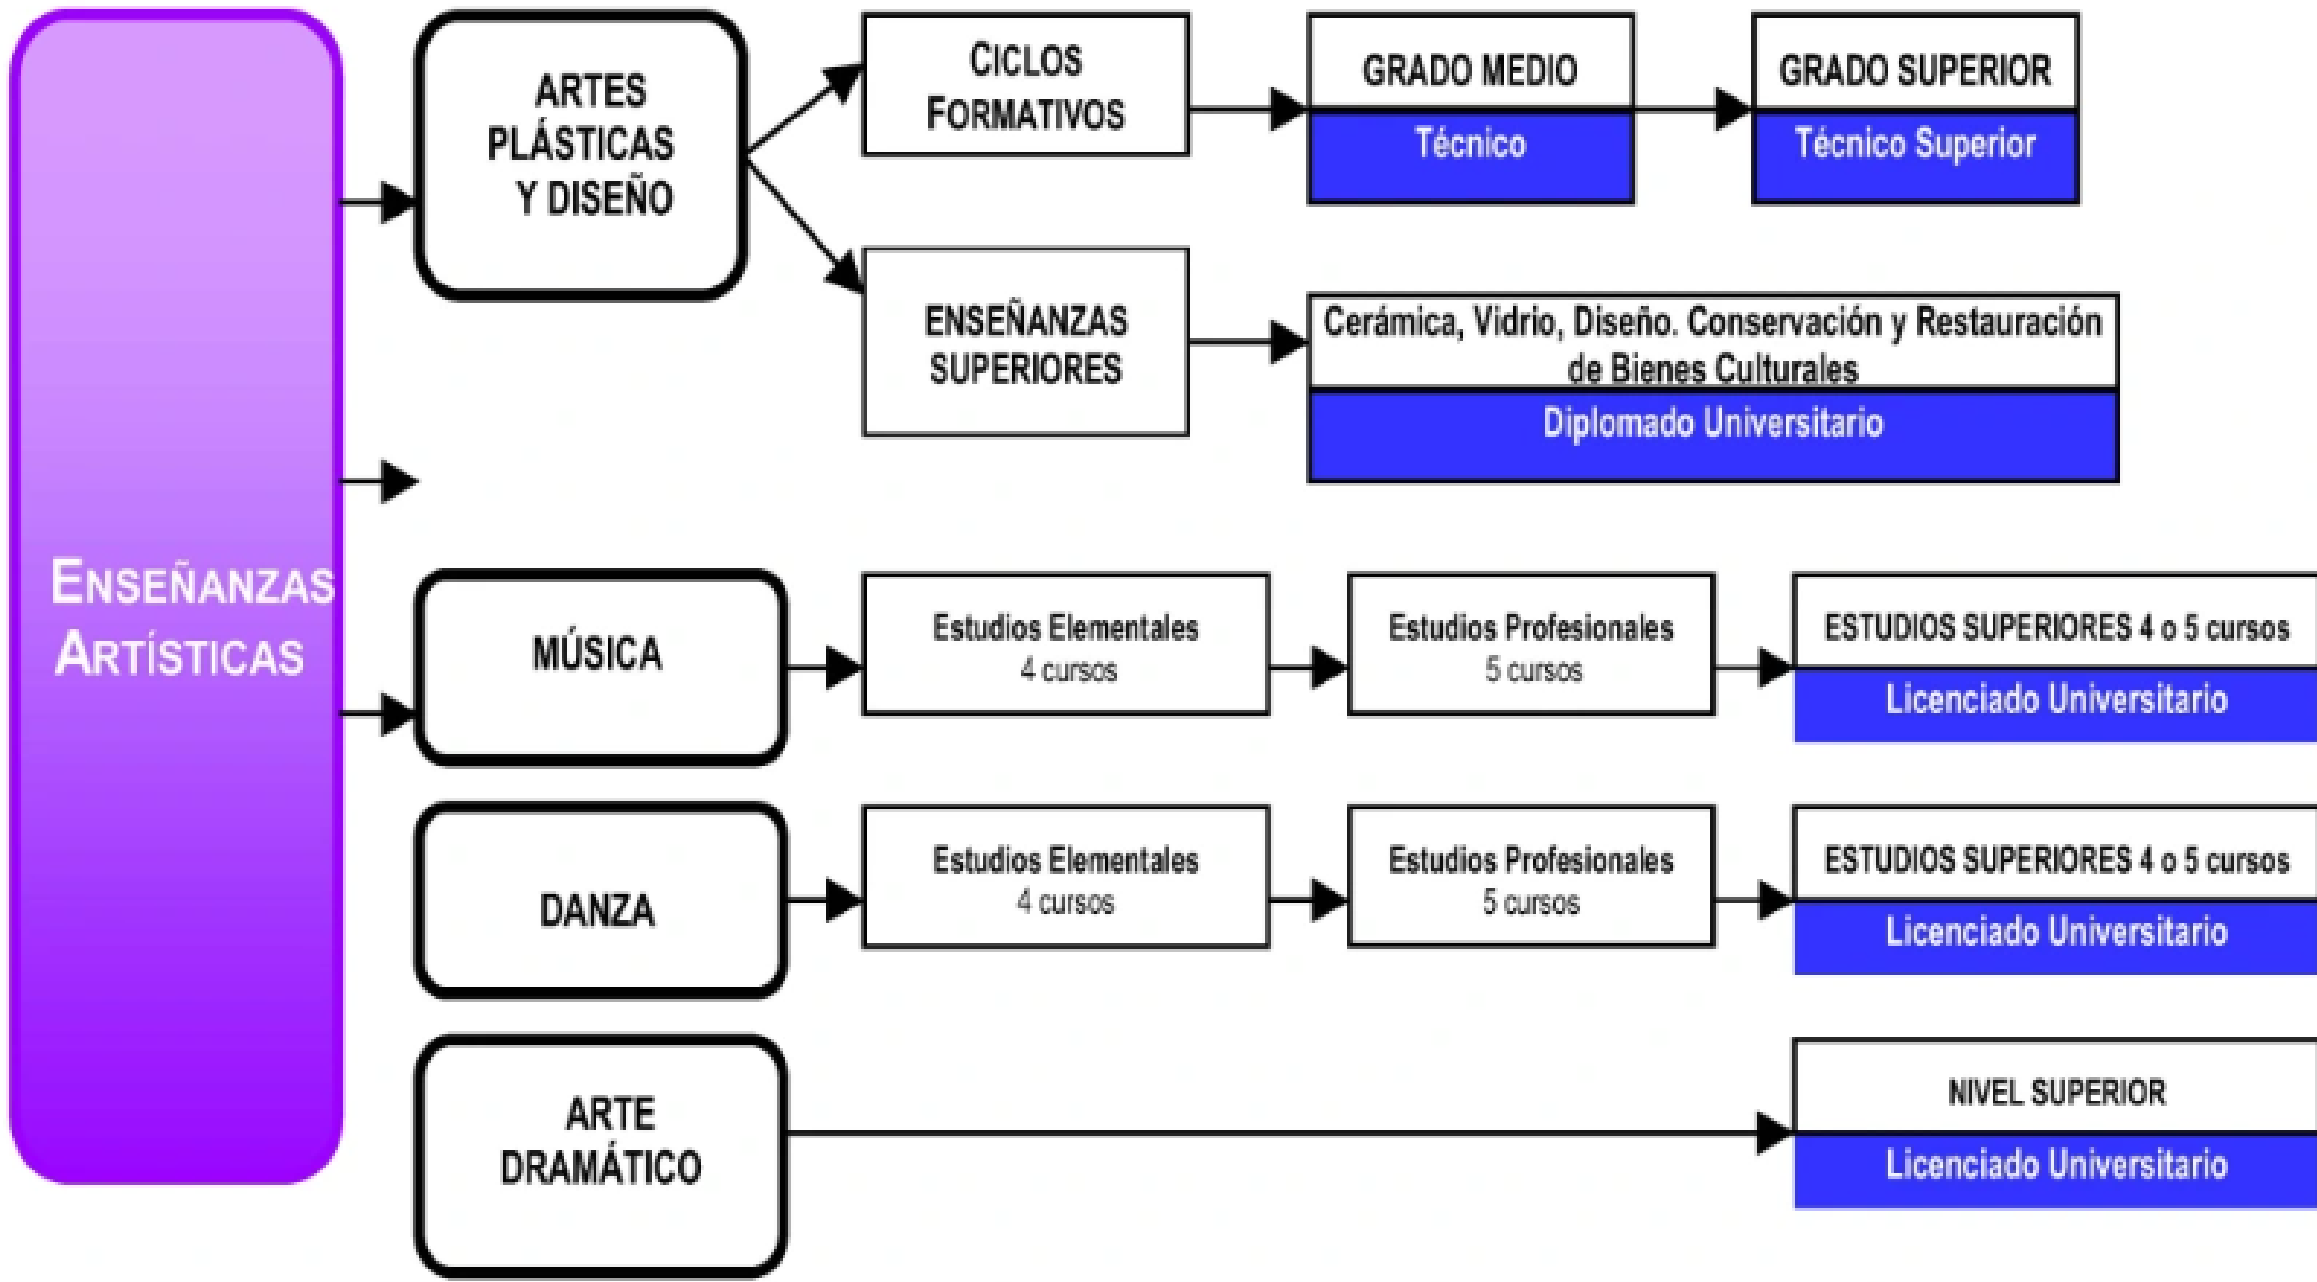 ENSEÑANZAS
ARTÍSTICAS
ARTES
PLÁSTICAS
Y DISEÑO
CICLOS
FORMATIVOS
GRADO MEDIO
Técnico
GRADO SUPERIOR
Técnico Superior
ENSEÑANZAS
SUPERIORES
Cerámica, Vidrio, Diseño. Conservación y Restauración
de Bienes Culturales
Diplomado Universitario
MÚSICA
Estudios Elementales
4 cursos
Estudios Profesionales
5 cursos
ESTUDIOS SUPERIORES 4 o 5 cursos
Licenciado Universitario
DANZA
Estudios Elementales
4 cursos
Estudios Profesionales
5 cursos
ESTUDIOS SUPERIORES 4 o 5 cursos
Licenciado Universitario
ARTE
DRAMÁTICO
NIVEL SUPERIOR
Licenciado Universitario